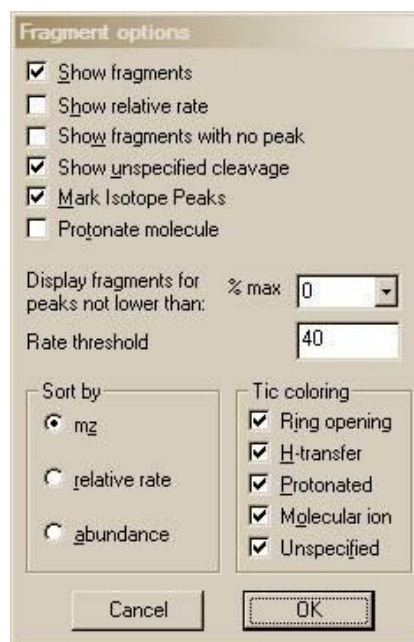 Fragment options
Show fragments
Show relative rate
Show fragments with no peak
Show unspecified cleavage
Mark Isotope Peaks
Protonate molecule
Display fragments for
peaks not lower than:
% max
0
Rate threshold
40
Sort by
mz
relative rate
abundance
Tic coloring
Ring opening
H-transfer
Protonated
Molecular ion
Unspecified
Cancel
OK